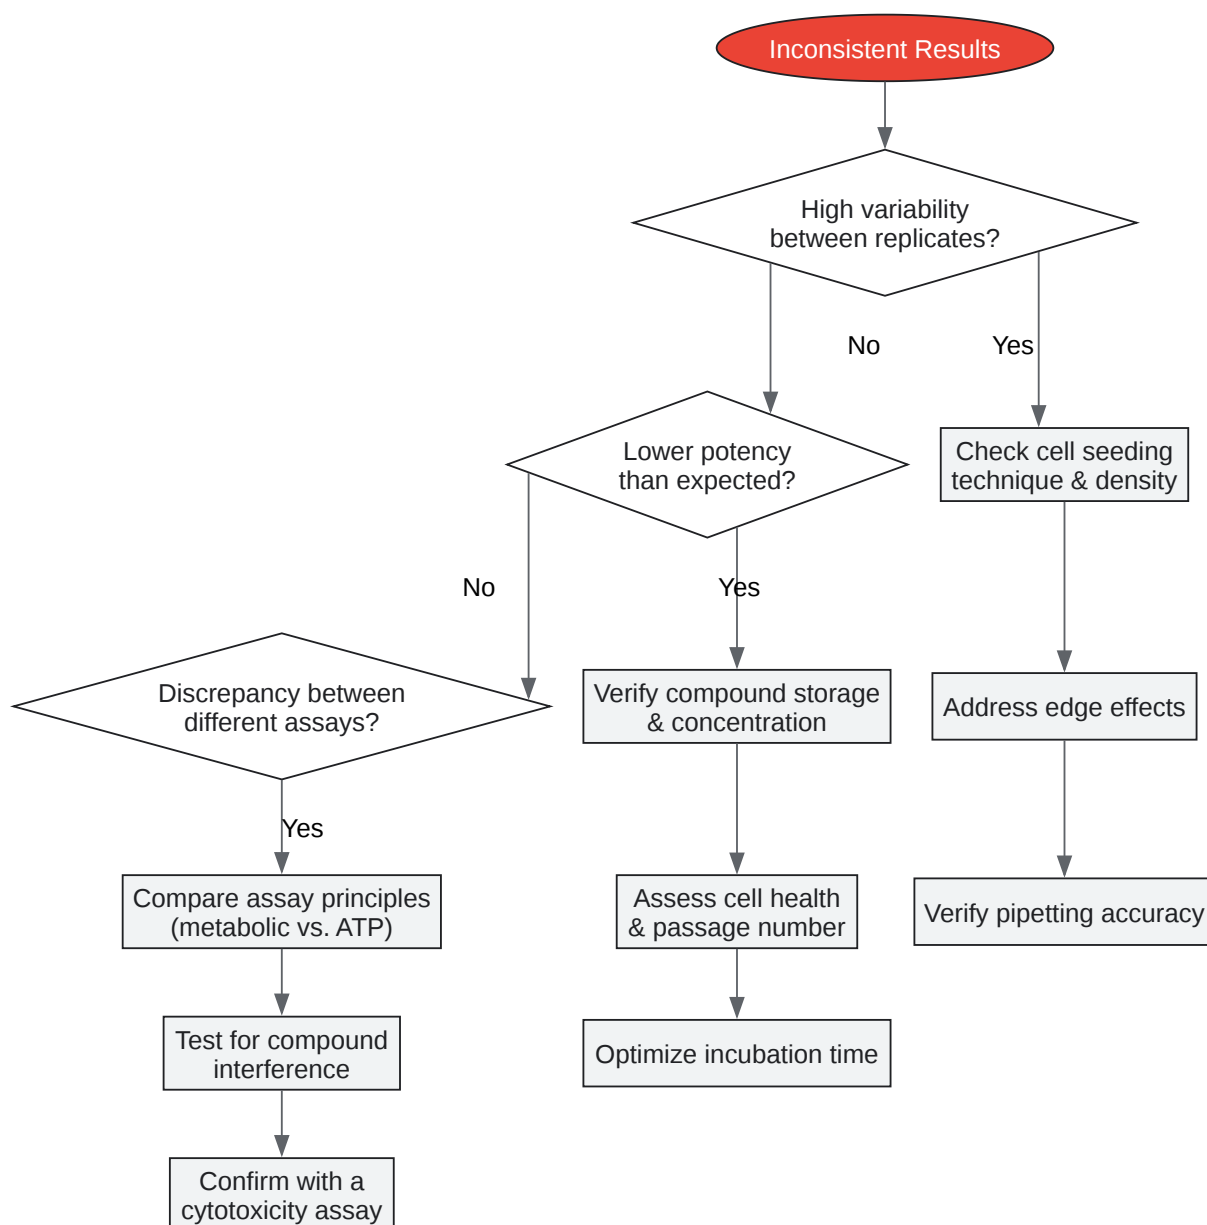 Inconsistent Results
High variability
between replicates?
No
Yes
Lower potency
than expected?
Check cell seeding
technique & density
No
Yes
Discrepancy between
different assays?
Verify compound storage
& concentration
Address edge effects
Yes
Compare assay principles
(metabolic vs. ATP)
Assess cell health
& passage number
Verify pipetting accuracy
Test for compound
interference
Optimize incubation time
Confirm with a
cytotoxicity assay